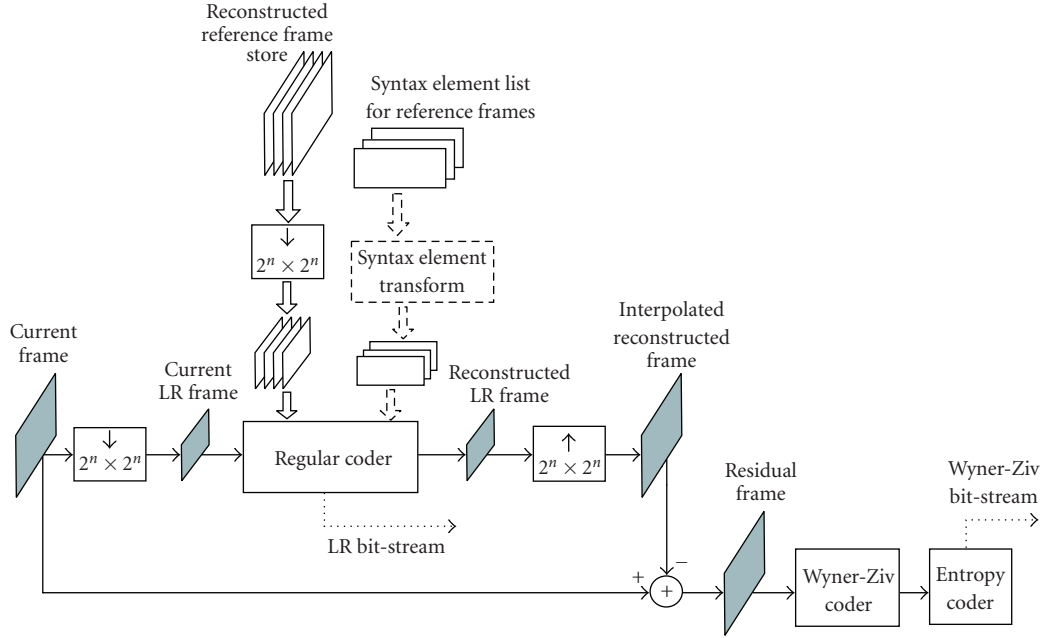 Reconstructed
reference frame
store
Syntax element list
for reference frames
↓
2ⁿ × 2ⁿ
Syntax element
transform
Current
frame
Current
LR frame
Reconstructed
LR frame
Interpolated
reconstructed
frame
↓
2ⁿ × 2ⁿ
Regular coder
↑
2ⁿ × 2ⁿ
LR bit-stream
Residual
frame
Wyner-Ziv
bit-stream
+
−
+
Wyner-Ziv
coder
Entropy
coder